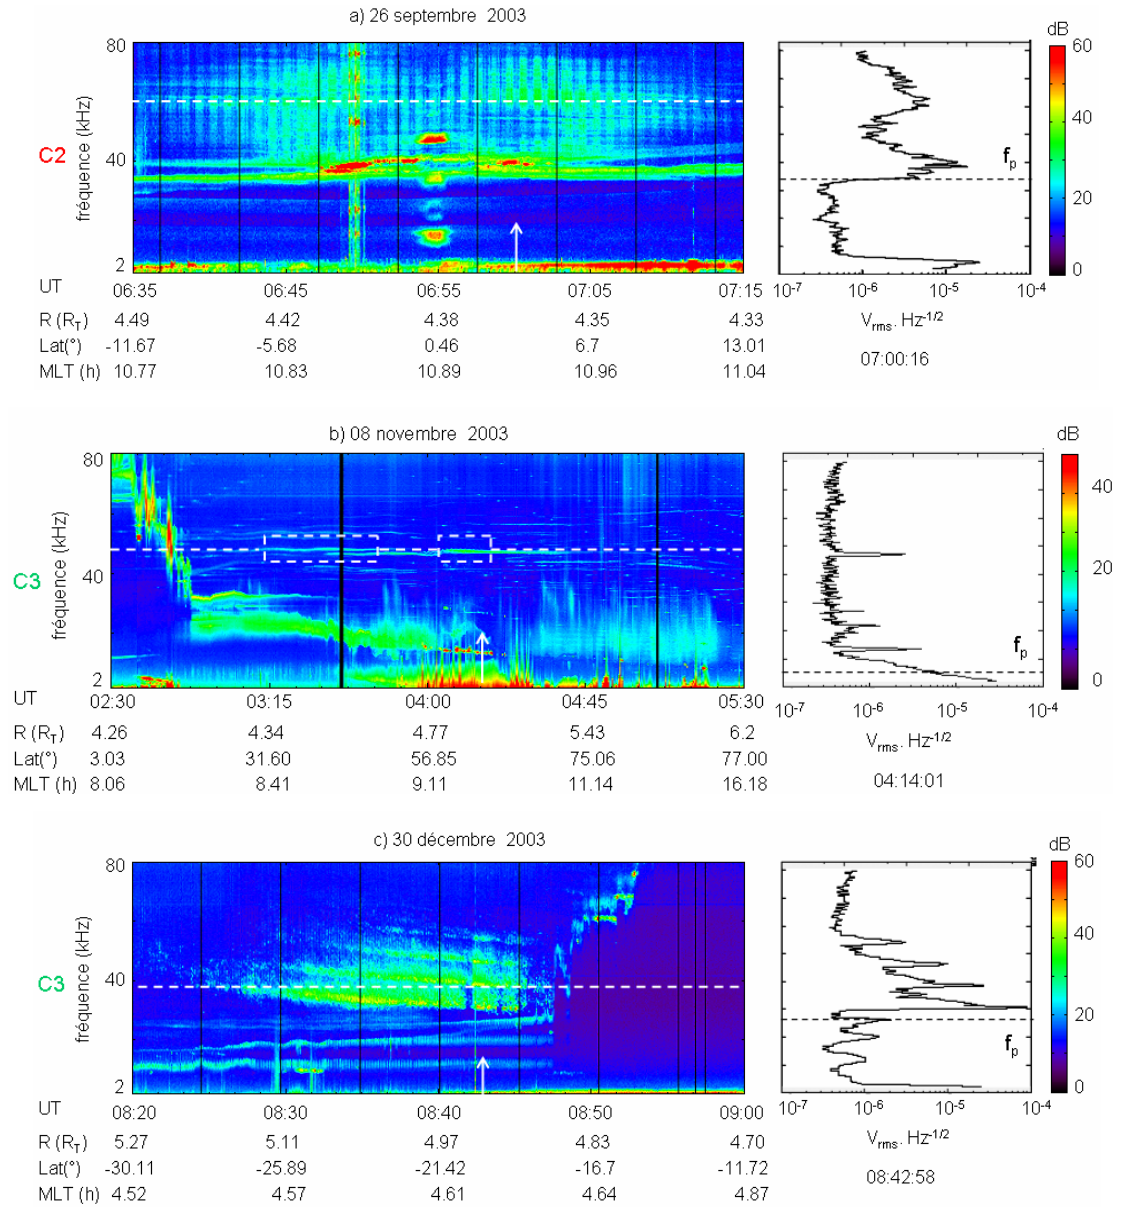 a) 26 septembre 2003
dB
80
60
C2
fréquence (kHz)
40
fp
40
20
2
0
UT
06:35 06:45 06:55 07:05 07:15
10-7 10-6 10-5 10-4
R (RT) 4.49 4.42 4.38 4.35 4.33
Vrms. Hz-1/2
Lat(°) -11.67 -5.68 0.46 6.7 13.01
07:00:16
MLT (h) 10.77 10.83 10.89 10.96 11.04
b) 08 novembre 2003
dB
80
40
C3
fréquence (kHz)
40
20
fp
2
0
UT
02:30 03:15 04:00 04:45 05:30
10-7 10-6 10-5 10-4
R (RT) 4.26 4.34 4.77 5.43 6.2
Vrms. Hz-1/2
Lat(°) 3.03 31.60 56.85 75.06 77.00
MLT (h) 8.06 8.41 9.11 11.14 16.18
04:14:01
c) 30 décembre 2003
dB
80
60
C3
fréquence (kHz)
40
40
20
fp
2
0
UT
08:20 08:30 08:40 08:50 09:00
10-7 10-6 10-5 10-4
R (RT) 5.27 5.11 4.97 4.83 4.70
Vrms. Hz-1/2
Lat(°) -30.11 -25.89 -21.42 -16.7 -11.72
08:42:58
MLT (h) 4.52 4.57 4.61 4.64 4.87